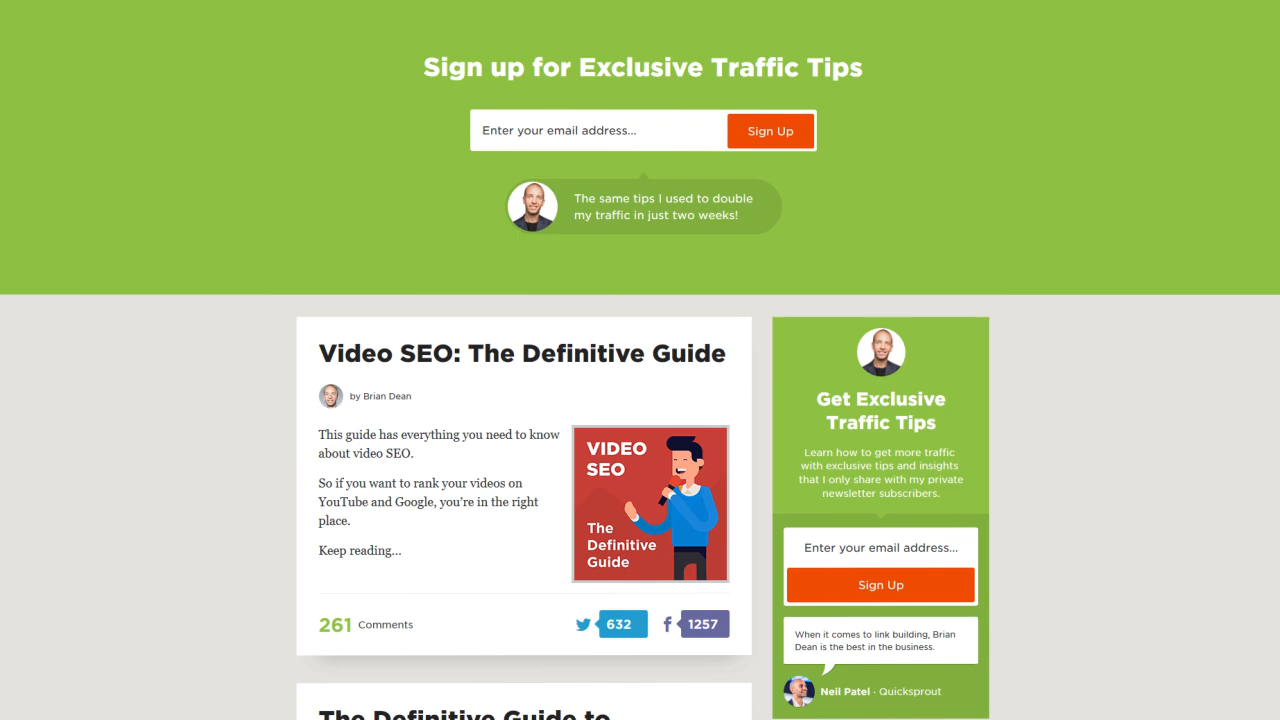 Sign up for Exclusive Traffic Tips
Enter your email address...
Sign Up
The same tips I used to double
my traffic in just two weeks!
Video SEO: The Definitive Guide
by Brian Dean
This guide has everything you need to know
about video SEO.
So if you want to rank your videos on
YouTube and Google, you're in the right
place.
Keep reading...
VIDEO
SEO
The
Definitive
Guide
261 Comments
632
1257
The Definitive Guide to
Get Exclusive
Traffic Tips
Learn how to get more traffic
with exclusive tips and insights
that I only share with my private
newsletter subscribers.
Enter your email address...
Sign Up
When it comes to link building, Brian
Dean is the best in the business.
Neil Patel · Quicksprout